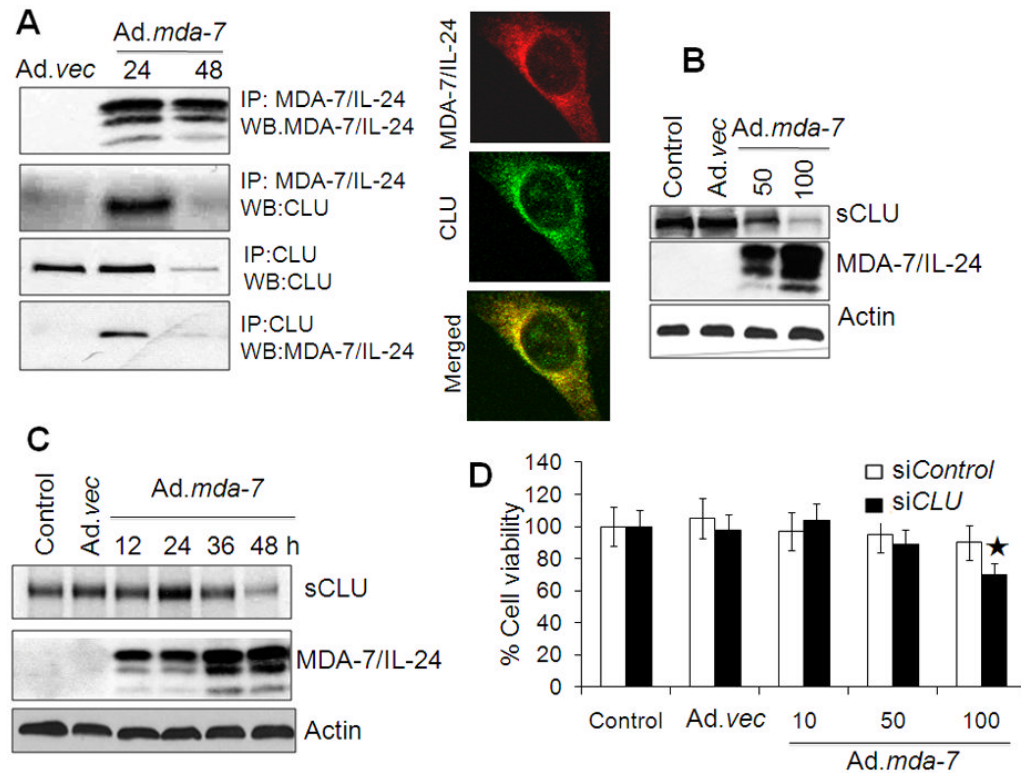 A
Ad.mda-7
Ad.vec 24 48
IP: MDA-7/IL-24
WB.MDA-7/IL-24
IP: MDA-7/IL-24
WB:CLU
IP:CLU
WB:CLU
IP:CLU
WB:MDA-7/IL-24
MDA-7/IL-24
CLU
Merged
B
Control
Ad.vec
Ad.mda-7
50
100
sCLU
MDA-7/IL-24
Actin
C
Control
Ad.vec
Ad.mda-7
12 24 36 48 h
sCLU
MDA-7/IL-24
Actin
D
% Cell viability
140
120
100
80
60
40
20
0
siControl
siCLU
Control Ad.vec 10 50 100
Ad.mda-7